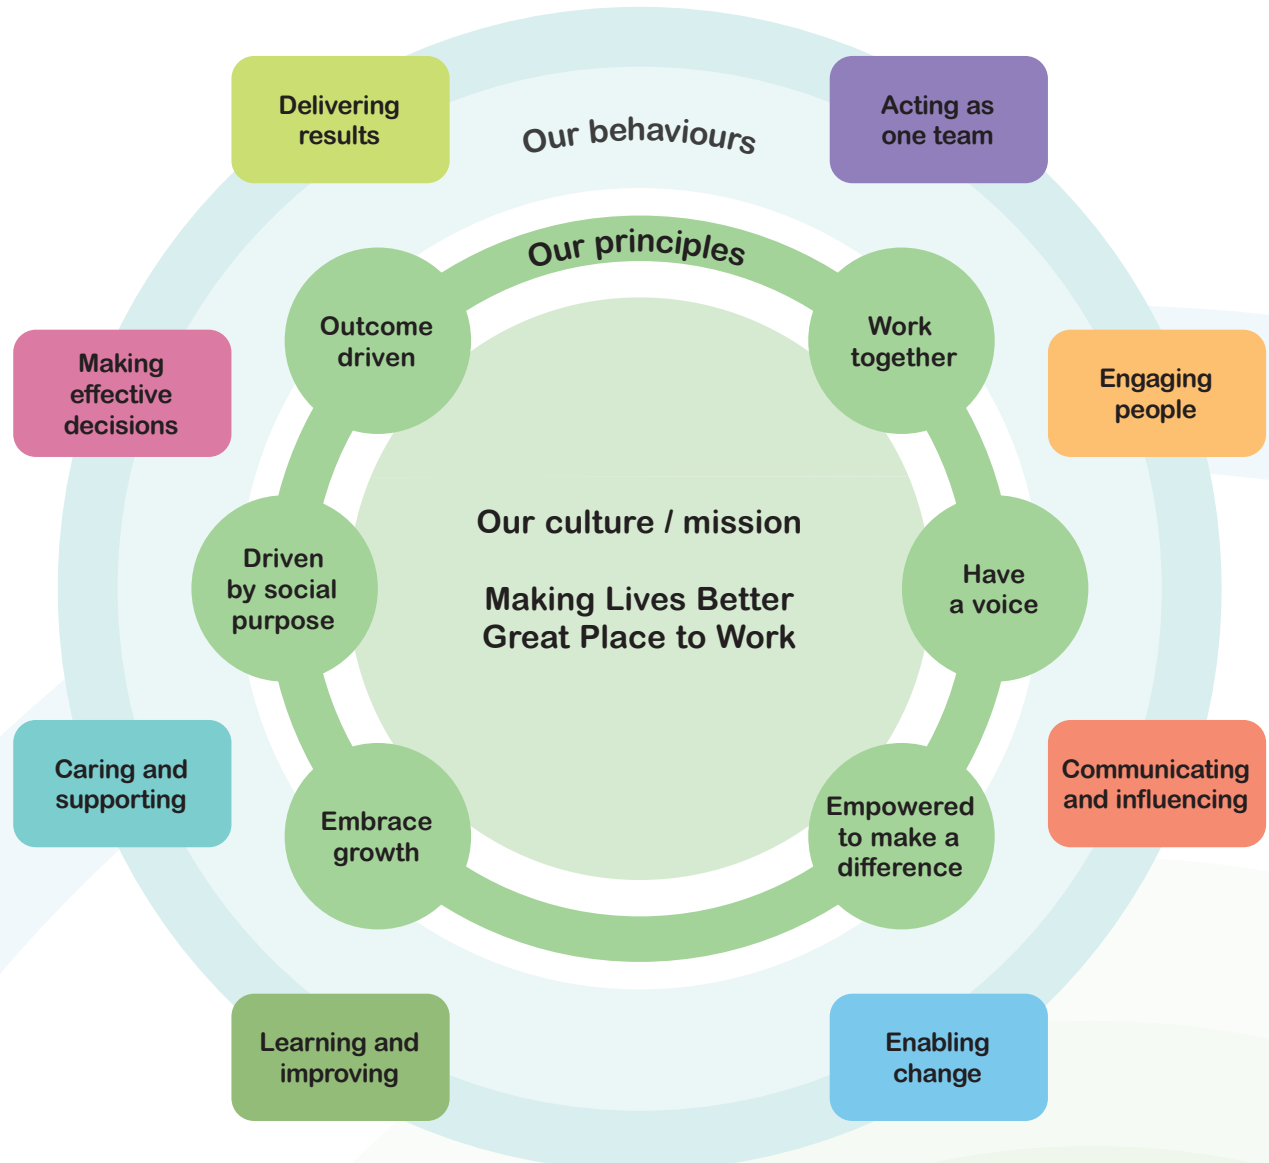 Delivering
results
Our behaviours
Acting as
one team
Our principles
Outcome
driven
Work
together
Making
effective
decisions
Engaging
people
Our culture / mission
Making Lives Better
Great Place to Work
Driven
by social
purpose
Have
a voice
Caring and
supporting
Communicating
and influencing
Embrace
growth
Empowered
to make a
difference
Learning and
improving
Enabling
change